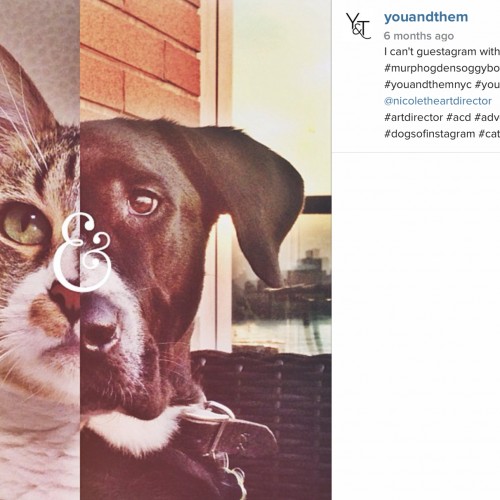 &
Y&T
youandthem
6 months ago
I can't guestagram with
#murphogdensoggybo
#youandthemnyc #you
@nicoletheartdirector
#artdirector #acd #adv
#dogsofinstagram #cat